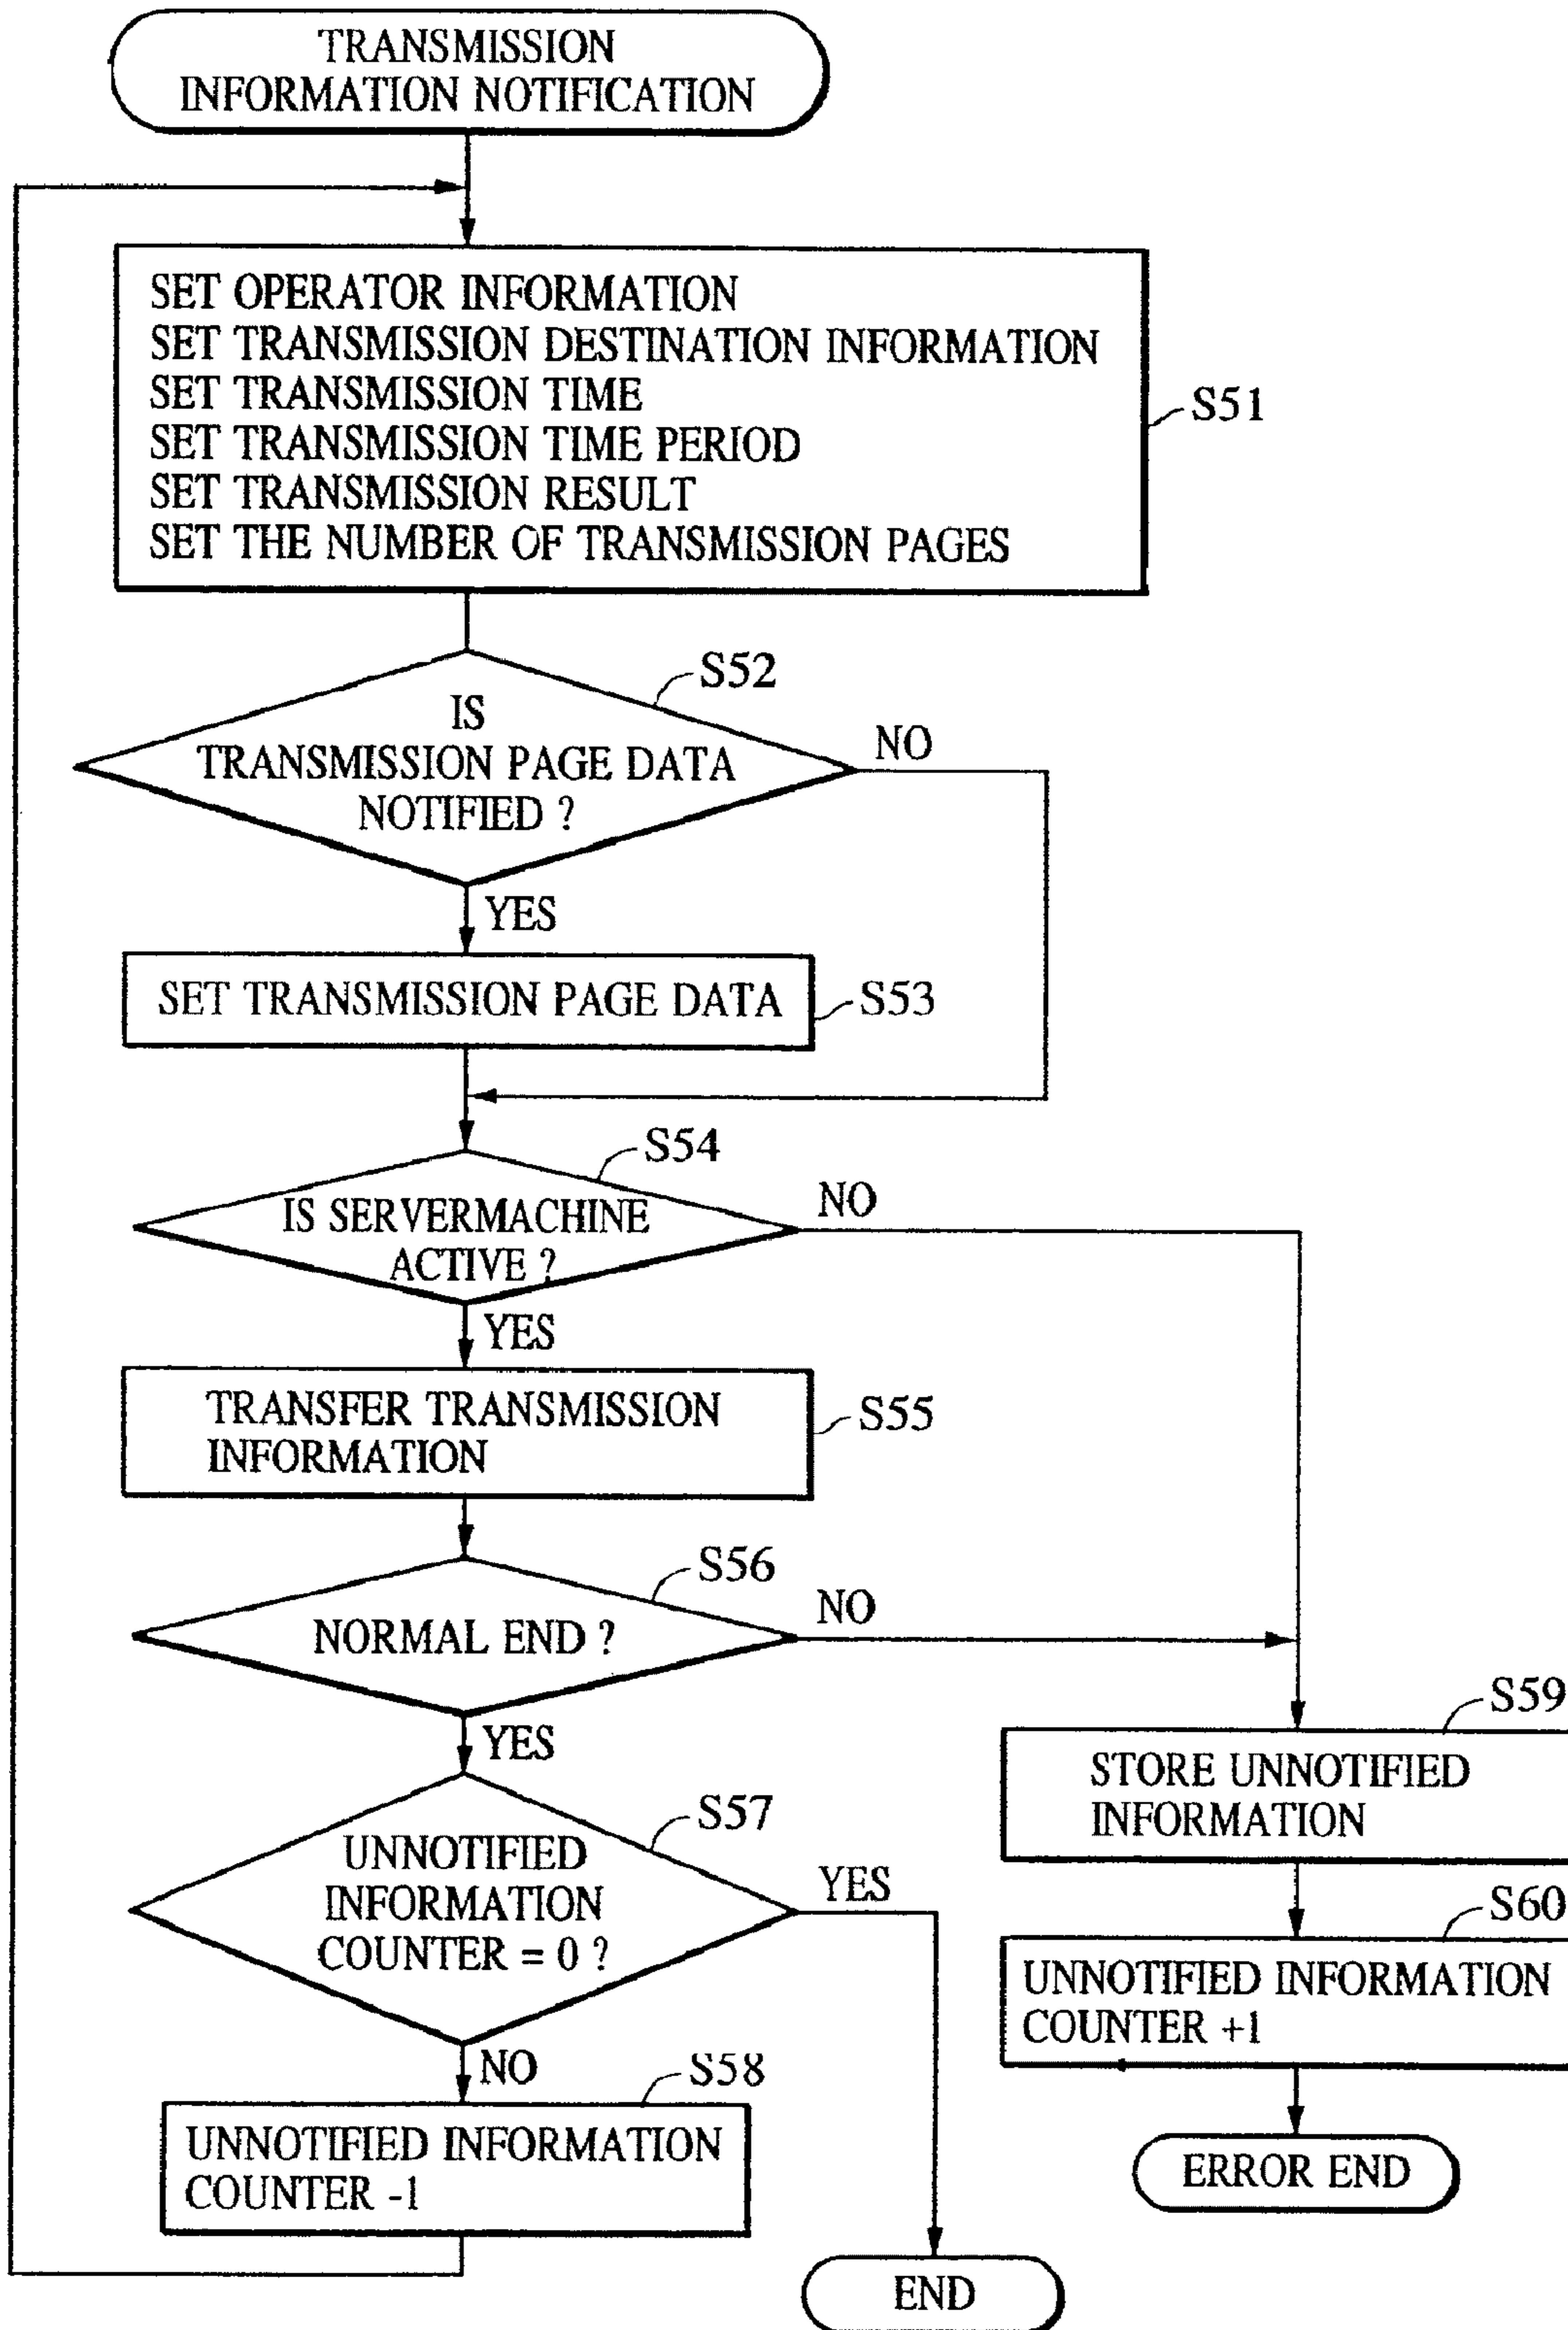 TRANSMISSION
INFORMATION NOTIFICATION
SET OPERATOR INFORMATION
SET TRANSMISSION DESTINATION INFORMATION
SET TRANSMISSION TIME
SET TRANSMISSION TIME PERIOD
SET TRANSMISSION RESULT
SET THE NUMBER OF TRANSMISSION PAGES
S51
S52
IS
TRANSMISSION PAGE DATA
NOTIFIED ?
NO
YES
SET TRANSMISSION PAGE DATA
S53
S54
IS SERVERMACHINE
ACTIVE ?
NO
YES
TRANSFER TRANSMISSION
INFORMATION
S55
S56
NORMAL END ?
NO
YES
S57
UNNOTIFIED
INFORMATION
COUNTER = 0 ?
YES
NO
S58
UNNOTIFIED INFORMATION
COUNTER -1
END
S59
STORE UNNOTIFIED
INFORMATION
S60
UNNOTIFIED INFORMATION
COUNTER +1
ERROR END